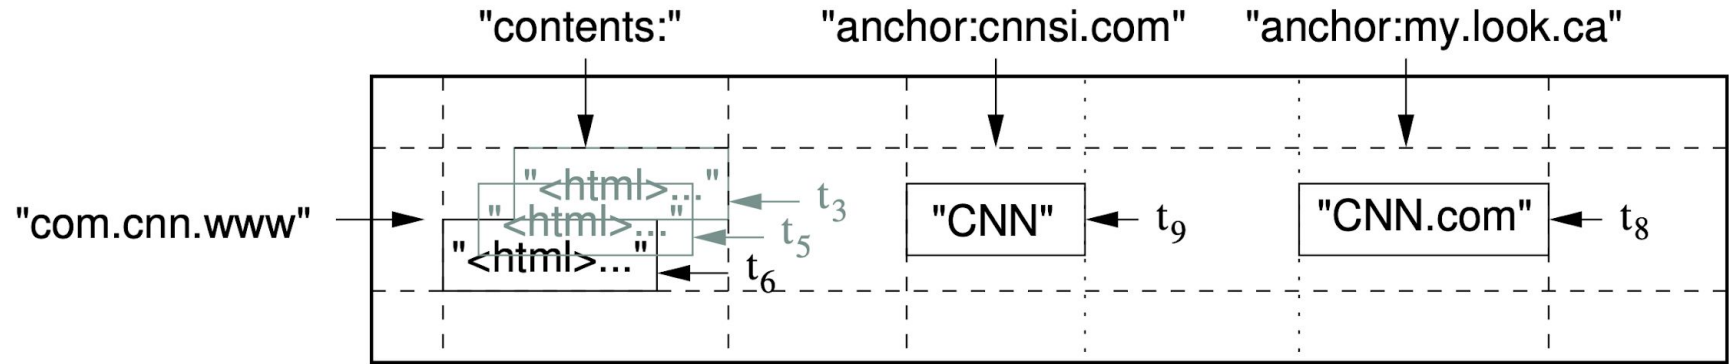 "contents:" "anchor:cnnsi.com" "anchor:my.look.ca"
"<html>..." t3
"com.cnn.www" "<html>..." t5 "CNN" t9 "CNN.com" t8
"<html>..." t6